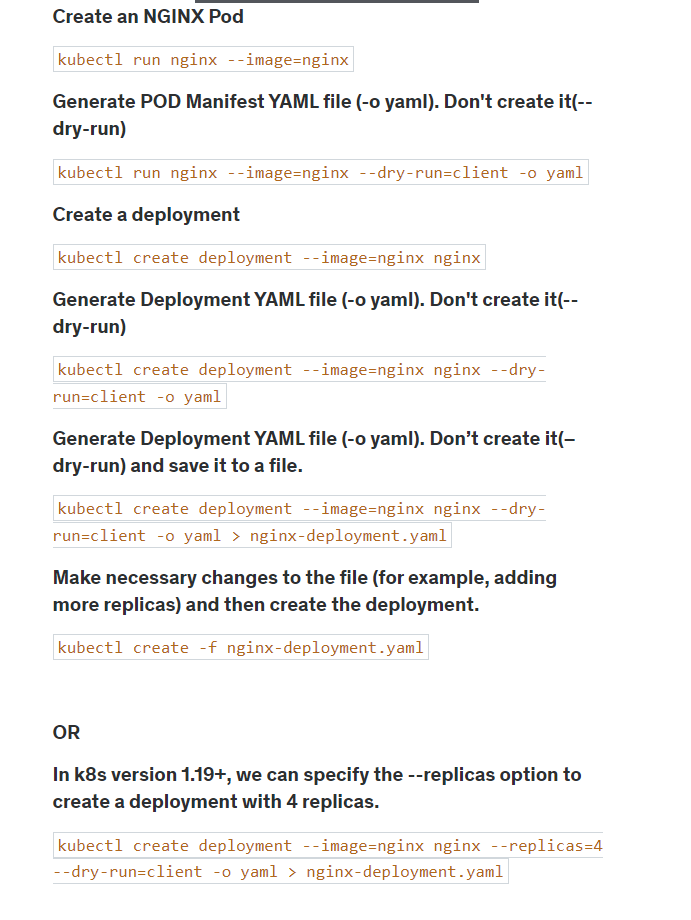 Create an NGINX Pod
kubectl run nginx --image=nginx
Generate POD Manifest YAML file (-o yaml). Don't create it(--
dry-run)
kubectl run nginx --image=nginx --dry-run=client -o yaml
Create a deployment
kubectl create deployment --image=nginx nginx
Generate Deployment YAML file (-o yaml). Don't create it(--
dry-run)
kubectl create deployment --image=nginx nginx --dry-
run=client -o yaml
Generate Deployment YAML file (-o yaml). Don’t create it(–
dry-run) and save it to a file.
kubectl create deployment --image=nginx nginx --dry-
run=client -o yaml > nginx-deployment.yaml
Make necessary changes to the file (for example, adding
more replicas) and then create the deployment.
kubectl create -f nginx-deployment.yaml
OR
In k8s version 1.19+, we can specify the --replicas option to
create a deployment with 4 replicas.
kubectl create deployment --image=nginx nginx --replicas=4
--dry-run=client -o yaml > nginx-deployment.yaml